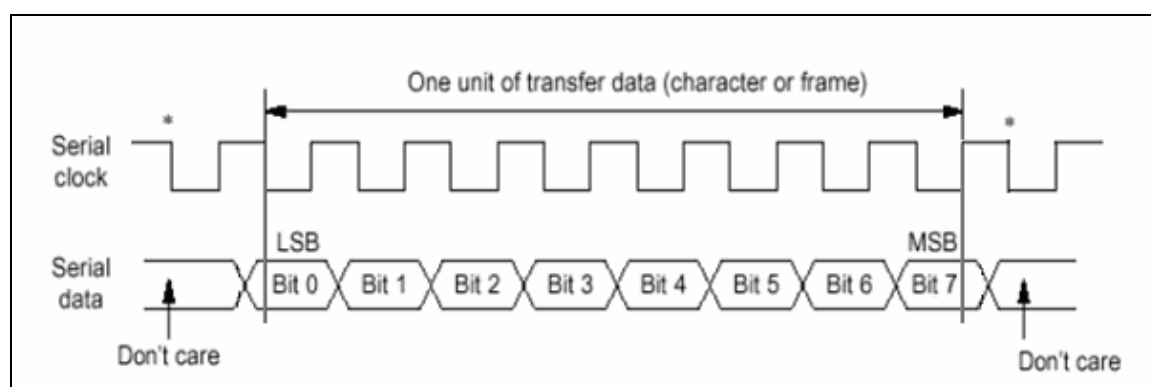 One unit of transfer data (character or frame)
* *
Serial
clock
LSB MSB
Serial
data
Bit 0 Bit 1 Bit 2 Bit 3 Bit 4 Bit 5 Bit 6 Bit 7
Don't care Don't care